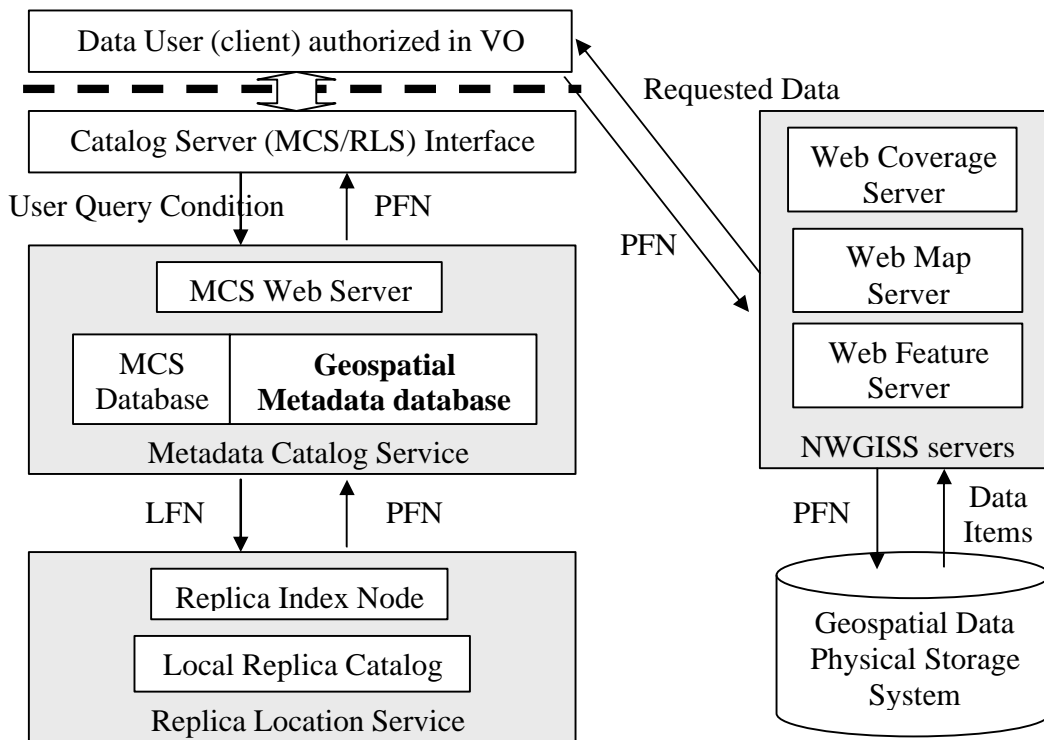 Data User (client) authorized in VO
Catalog Server (MCS/RLS) Interface
User Query Condition
PFN
MCS Web Server
MCS
Database
Geospatial
Metadata database
Metadata Catalog Service
LFN
PFN
Replica Index Node
Local Replica Catalog
Replica Location Service
Requested Data
PFN
Web Coverage
Server
Web Map
Server
Web Feature
Server
NWGISS servers
PFN
Data
Items
Geospatial Data
Physical Storage
System